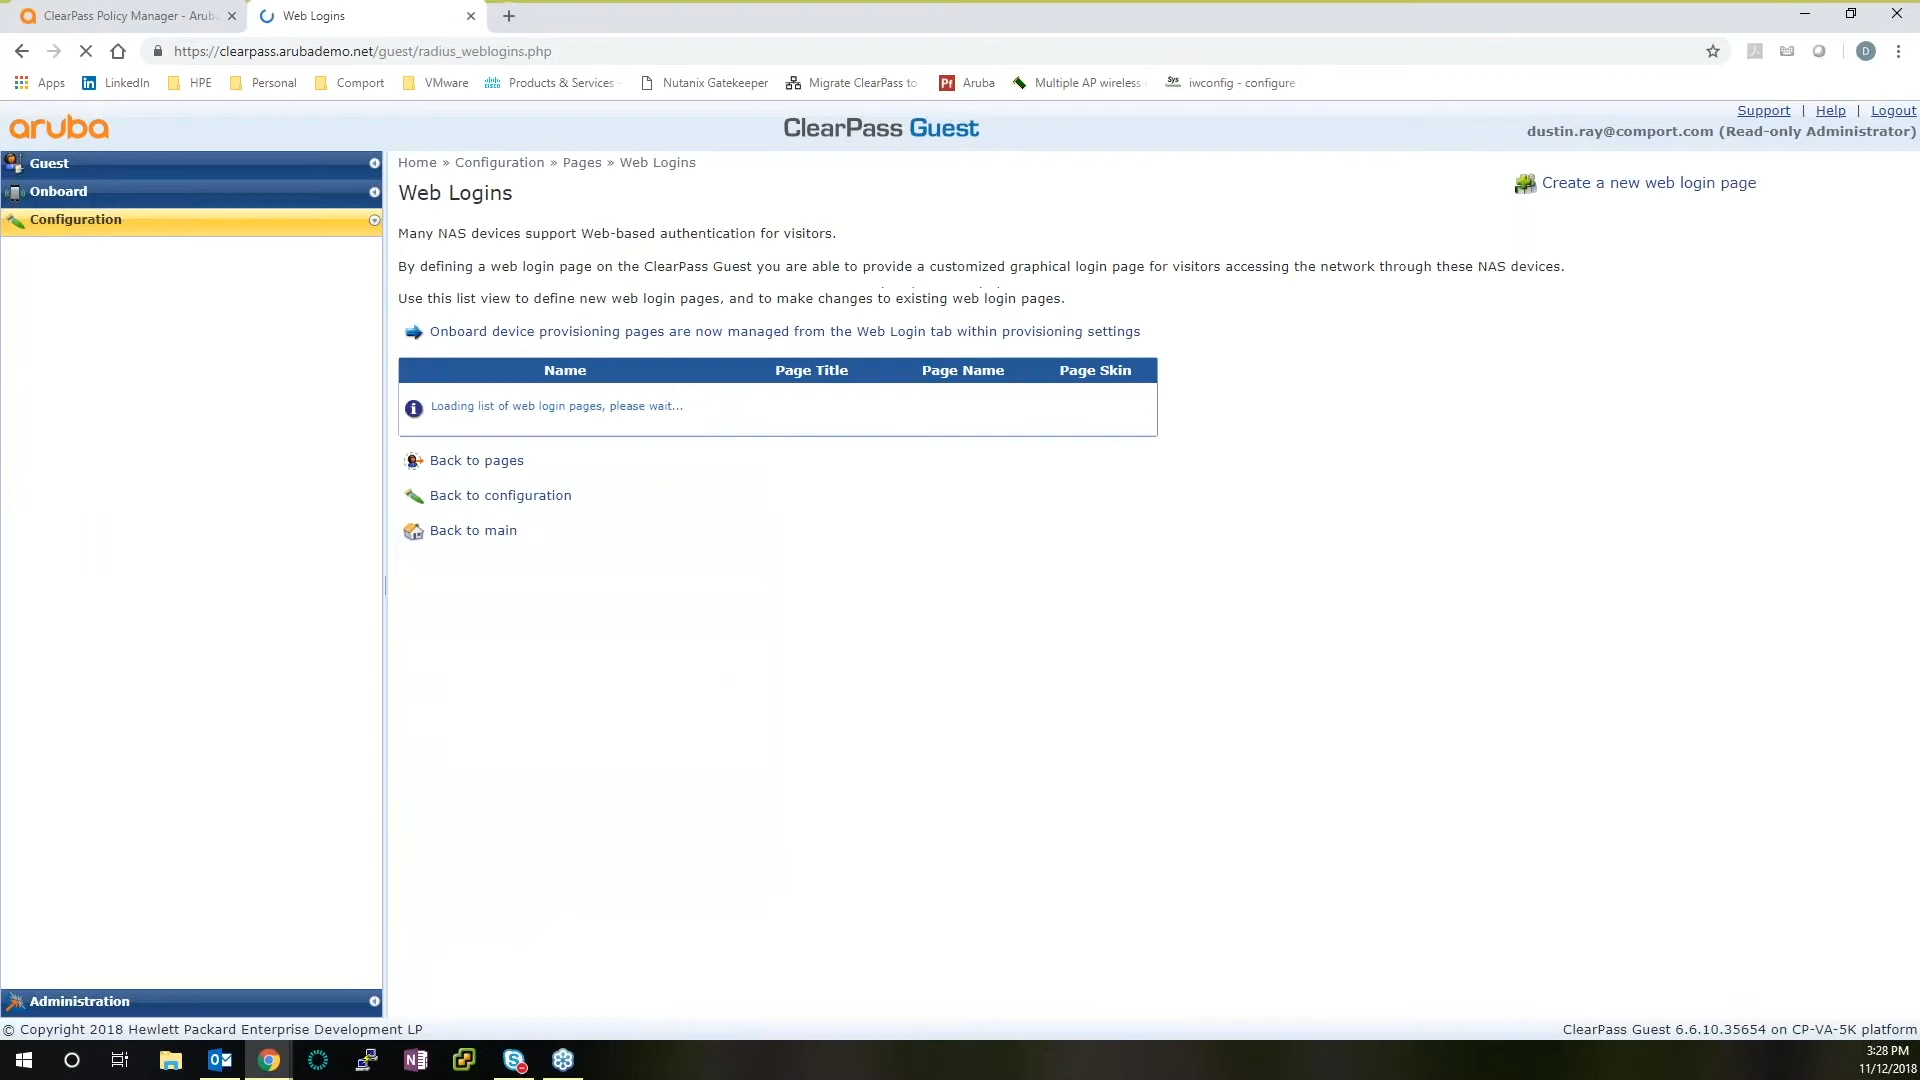 ClearPass Policy Manager - Aruba
Web Logins
https://clearpass.arubademo.net/guest/radius_weblogins.php
D
Apps
LinkedIn
HPE
Personal
Comport
VMware
Products & Services
Nutanix Gatekeeper
Migrate ClearPass to
Aruba
Multiple AP wireless
iwconfig - configure
aruba
ClearPass Guest
Support | Help | Logout
dustin.ray@comport.com (Read-only Administrator)
Guest
Onboard
Configuration
Home » Configuration » Pages » Web Logins
Web Logins
Create a new web login page
Many NAS devices support Web-based authentication for visitors.
By defining a web login page on the ClearPass Guest you are able to provide a customized graphical login page for visitors accessing the network through these NAS devices.
Use this list view to define new web login pages, and to make changes to existing web login pages.
Onboard device provisioning pages are now managed from the Web Login tab within provisioning settings
Name Page Title Page Name Page Skin
Loading list of web login pages, please wait...
Back to pages
Back to configuration
Back to main
Administration
© Copyright 2018 Hewlett Packard Enterprise Development LP
ClearPass Guest 6.6.10.35654 on CP-VA-5K platform
3:28 PM
11/12/2018